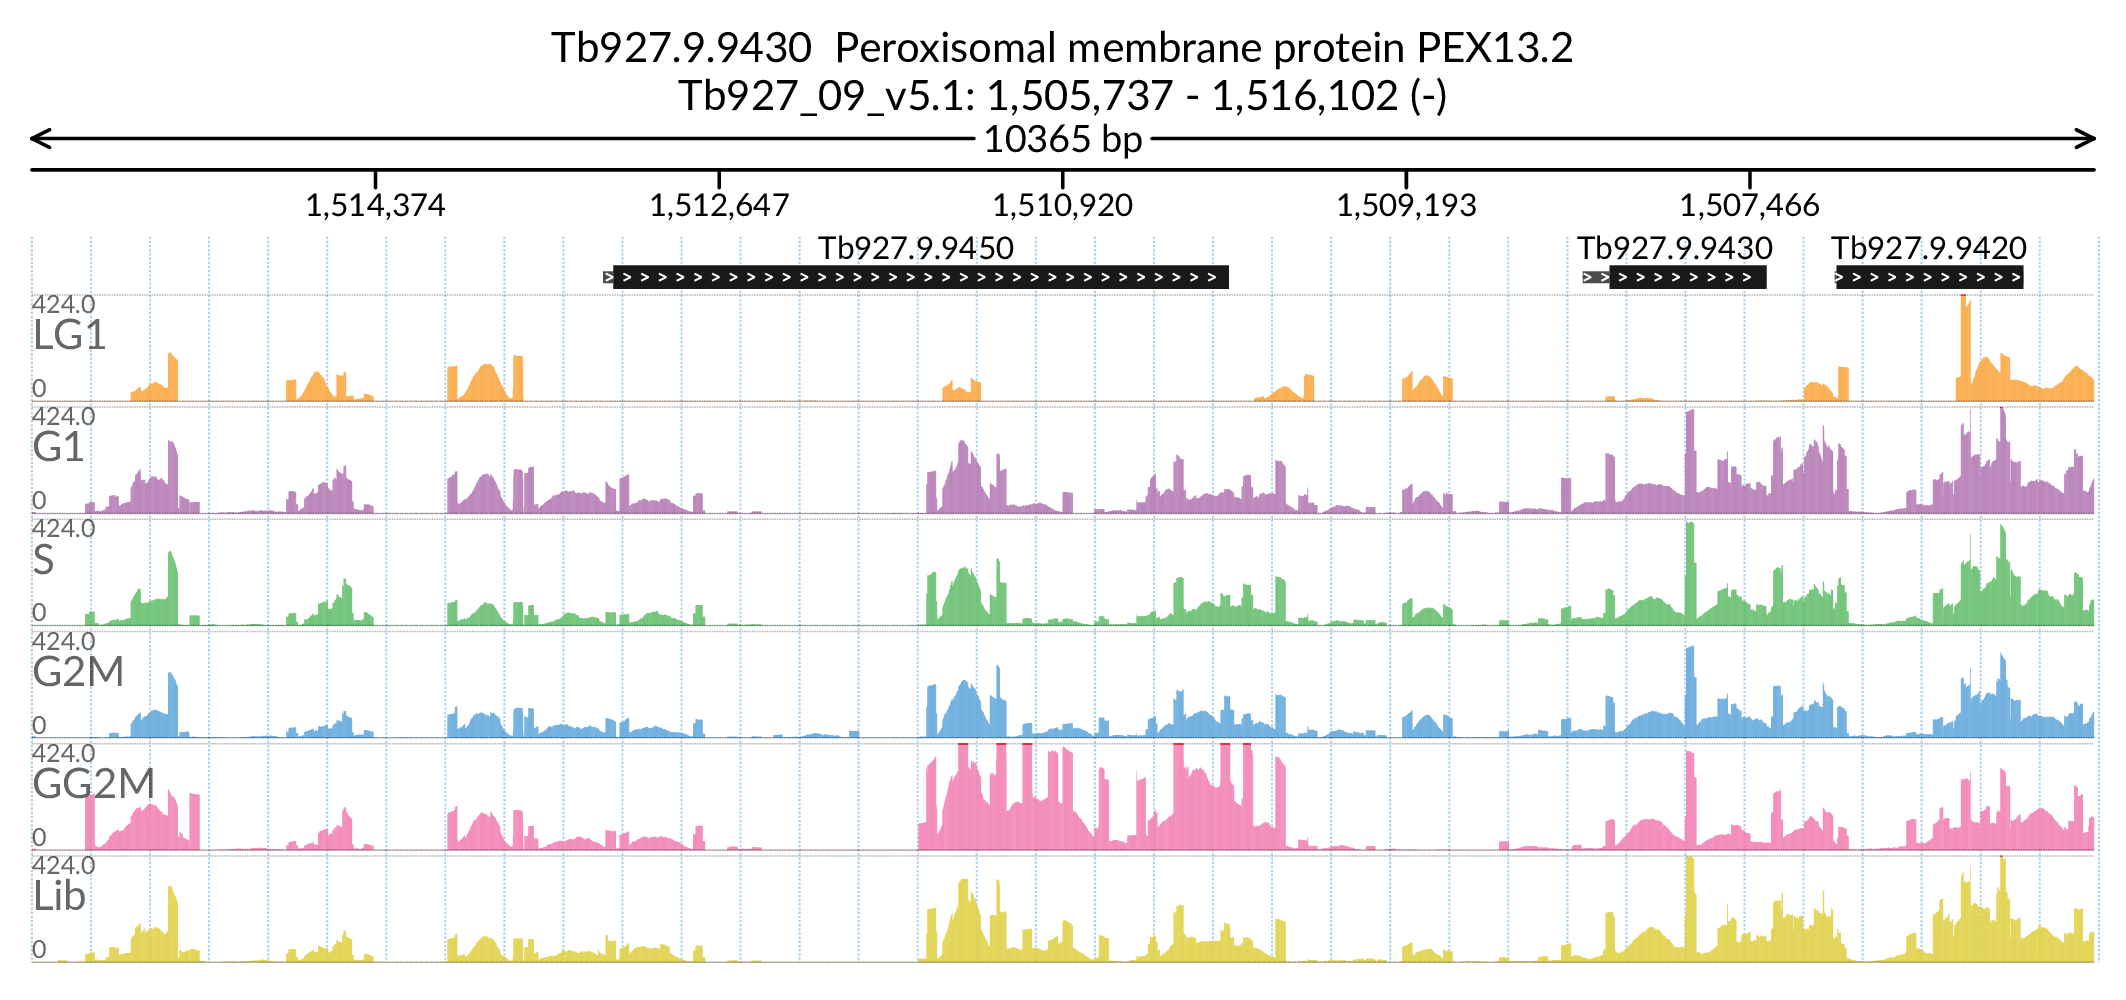 Tb927.9.9430  Peroxisomal membrane protein PEX13.2
Tb927_09_v5.1: 1,505,737 - 1,516,102 (-)
10365 bp
1,514,374 1,512,647 1,510,920 1,509,193 1,507,466
Tb927.9.9450 Tb927.9.9430 Tb927.9.9420
424.0
LG1
0
424.0
G1
0
424.0
S
0
424.0
G2M
0
424.0
GG2M
0
424.0
Lib
0